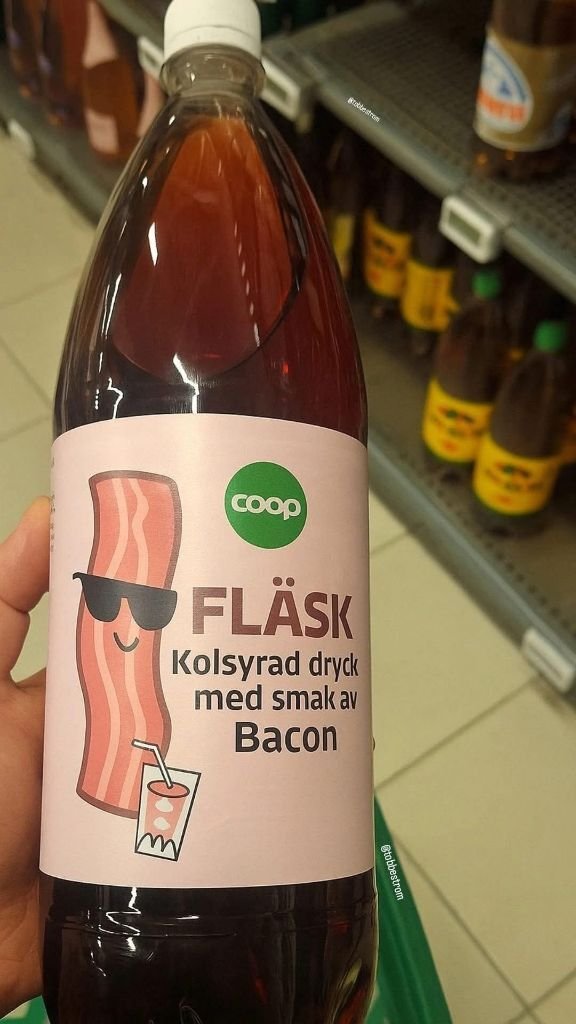 @tobbestrom
coop
FLÄSK
Kolsyrad dryck
med smak av
Bacon
@tobbestrom